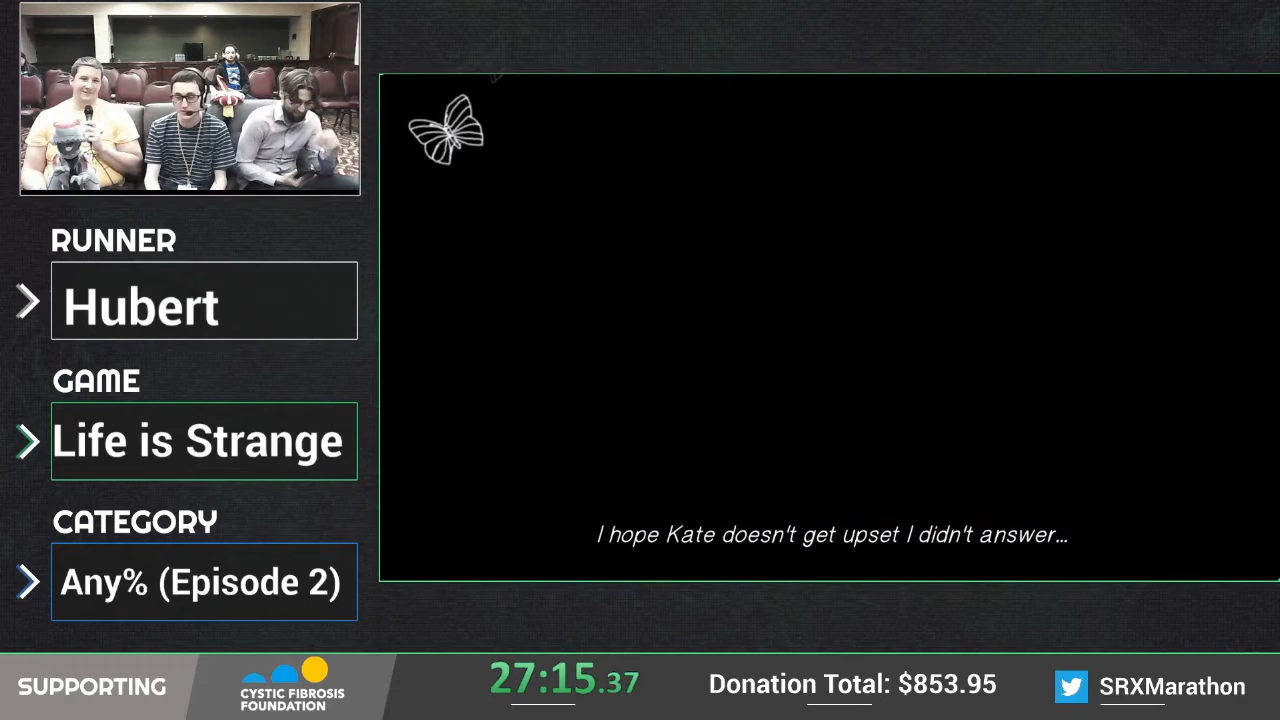 RUNNER
Hubert
GAME
Life is Strange
CATEGORY
Any% (Episode 2)
I hope Kate doesn't get upset I didn't answer...
SUPPORTING
CYSTIC FIBROSIS
FOUNDATION
27:15.37
Donation Total: $853.95
SRXMarathon